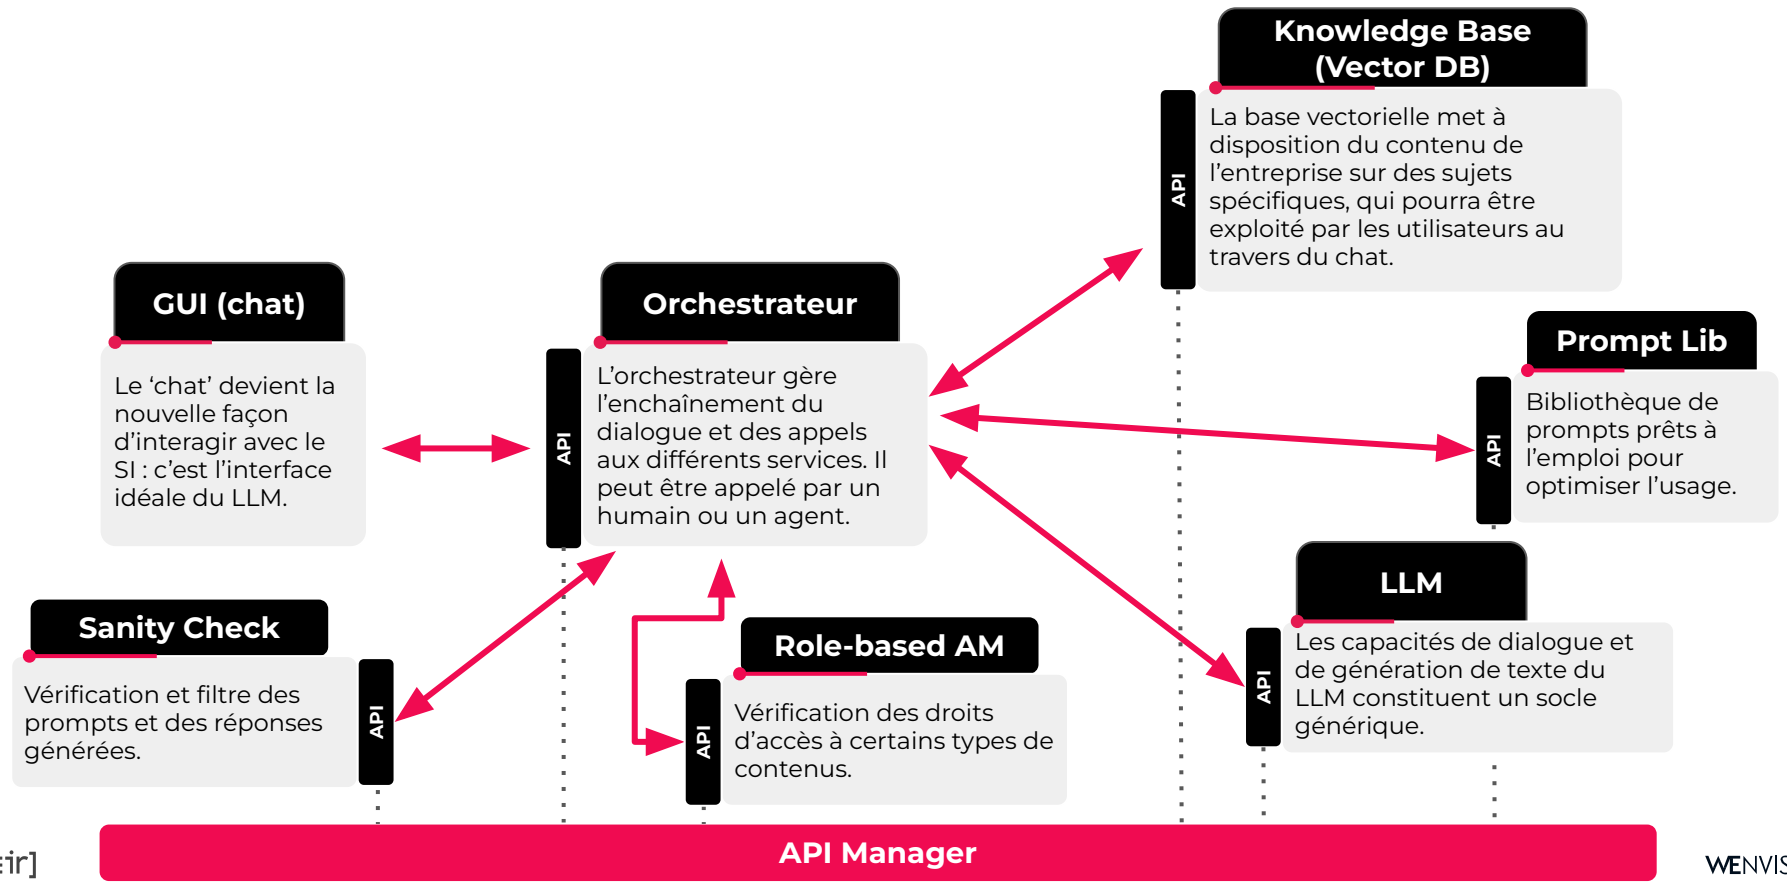 Knowledge Base
(Vector DB)
API
La base vectorielle met à
disposition du contenu de
l'entreprise sur des sujets
spécifiques, qui pourra être
exploité par les utilisateurs au
travers du chat.
GUI (chat)
Le ‘chat’ devient la
nouvelle façon
d’interagir avec le
SI : c’est l’interface
idéale du LLM.
Orchestrateur
API
L’orchestrateur gère
l’enchaînement du
dialogue et des appels
aux différents services. Il
peut être appelé par un
humain ou un agent.
Prompt Lib
API
Bibliothèque de
prompts prêts à
l’emploi pour
optimiser l’usage.
LLM
API
Les capacités de dialogue et
de génération de texte du
LLM constituent un socle
générique.
Sanity Check
Vérification et filtre des
prompts et des réponses
générées.
API
Role-based AM
API
Vérification des droits
d’accès à certains types de
contenus.
API Manager
ir]
WENVIS